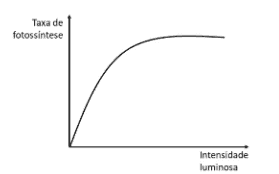 Taxa de
fotossíntese
Intensidade
luminosa